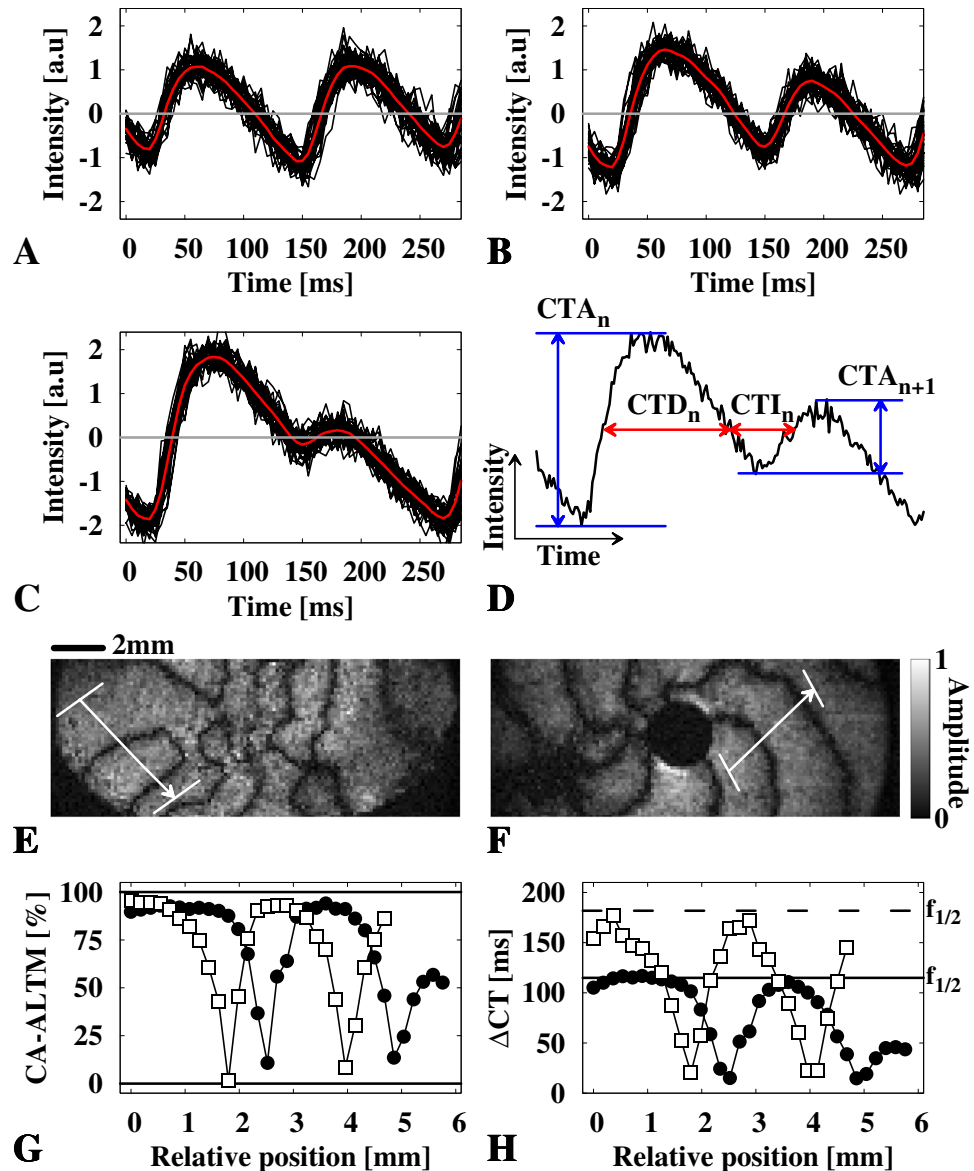 2
1
0
-1
-2
Intensity [a.u]
0 50 100 150 200 250
Time [ms]
A
2
1
0
-1
-2
Intensity [a.u]
0 50 100 150 200 250
Time [ms]
B
2
1
0
-1
-2
Intensity [a.u]
0 50 100 150 200 250
Time [ms]
C
CTAn
CTDn CTIn
CTAn+1
Intensity
Time
D
2mm
E
F
1
Amplitude
0
100
75
50
25
0
CA-ALTM [%]
0 1 2 3 4 5 6
Relative position [mm]
G
200
150
100
50
0
ΔCT [ms]
f1/2
f1/2
0 1 2 3 4 5 6
Relative position [mm]
H